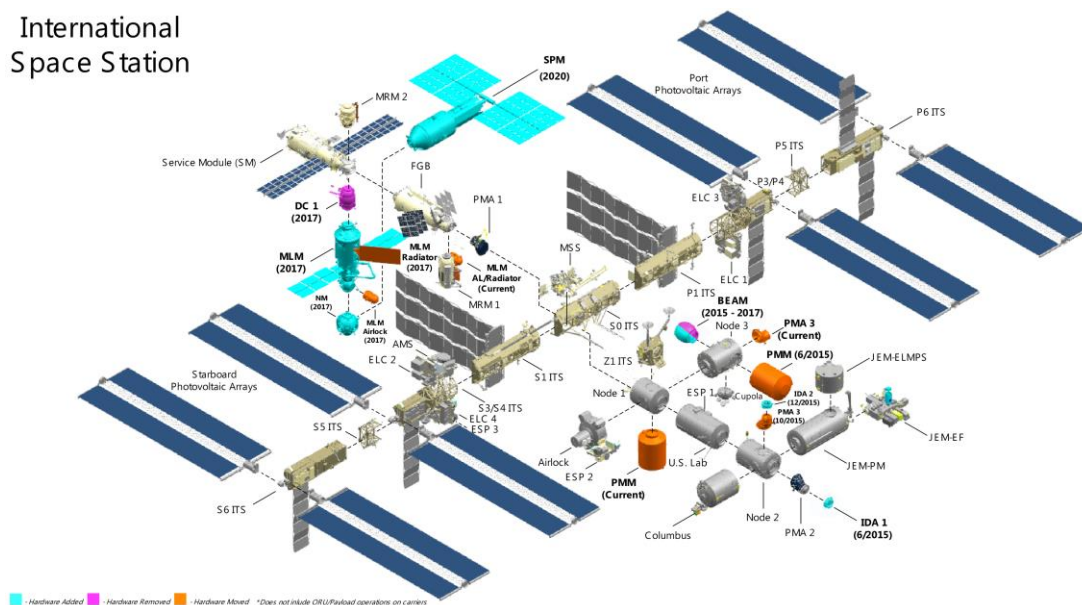 International
Space Station
SPM
(2020)
MRM 2
Service Module (SM)
FGB
PMA 1
DC 1
(2017)
MLM
(2017)
MLM
Radiator
(2017)
MLM
AL/Radiator
(Current)
MRM 1
NM
(2017)
MLM
Airlock
(2017)
Port
Photovoltaic Arrays
P6 ITS
P5 ITS
P3/P4
ELC 3
ELC 1
MSS
P1 ITS
S0 ITS
BEAM
(2015 - 2017)
Node 3
PMA 3
(Current)
Z1 ITS
PMM (6/2015)
JEM-ELMPS
AMS
ELC 2
S1 ITS
Starboard
Photovoltaic Arrays
S3/S4 ITS
ELC 4
ESP 3
S5 ITS
S6 ITS
Node 1
ESP 1
Cupola
IDA 2
(12/2015)
PMA 3
(10/2015)
JEM-EF
Airlock
ESP 2
PMM
(Current)
U.S. Lab
JEM-PM
Columbus
Node 2
PMA 2
IDA 1
(6/2015)
- Hardware Added - Hardware Removed - Hardware Moved *Does not inlude ORU/Payload operations on carriers